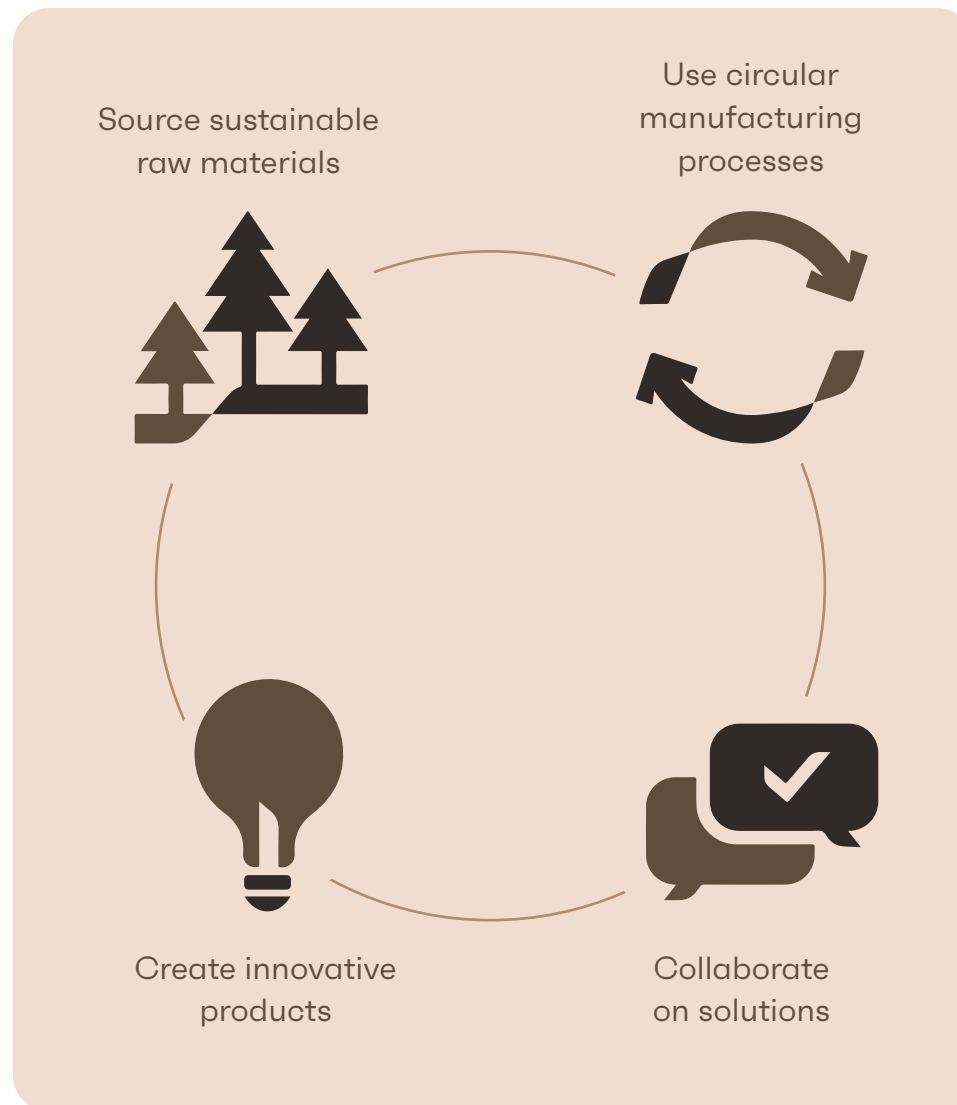 Source sustainable
raw materials
Use circular
manufacturing
processes
Create innovative
products
Collaborate
on solutions